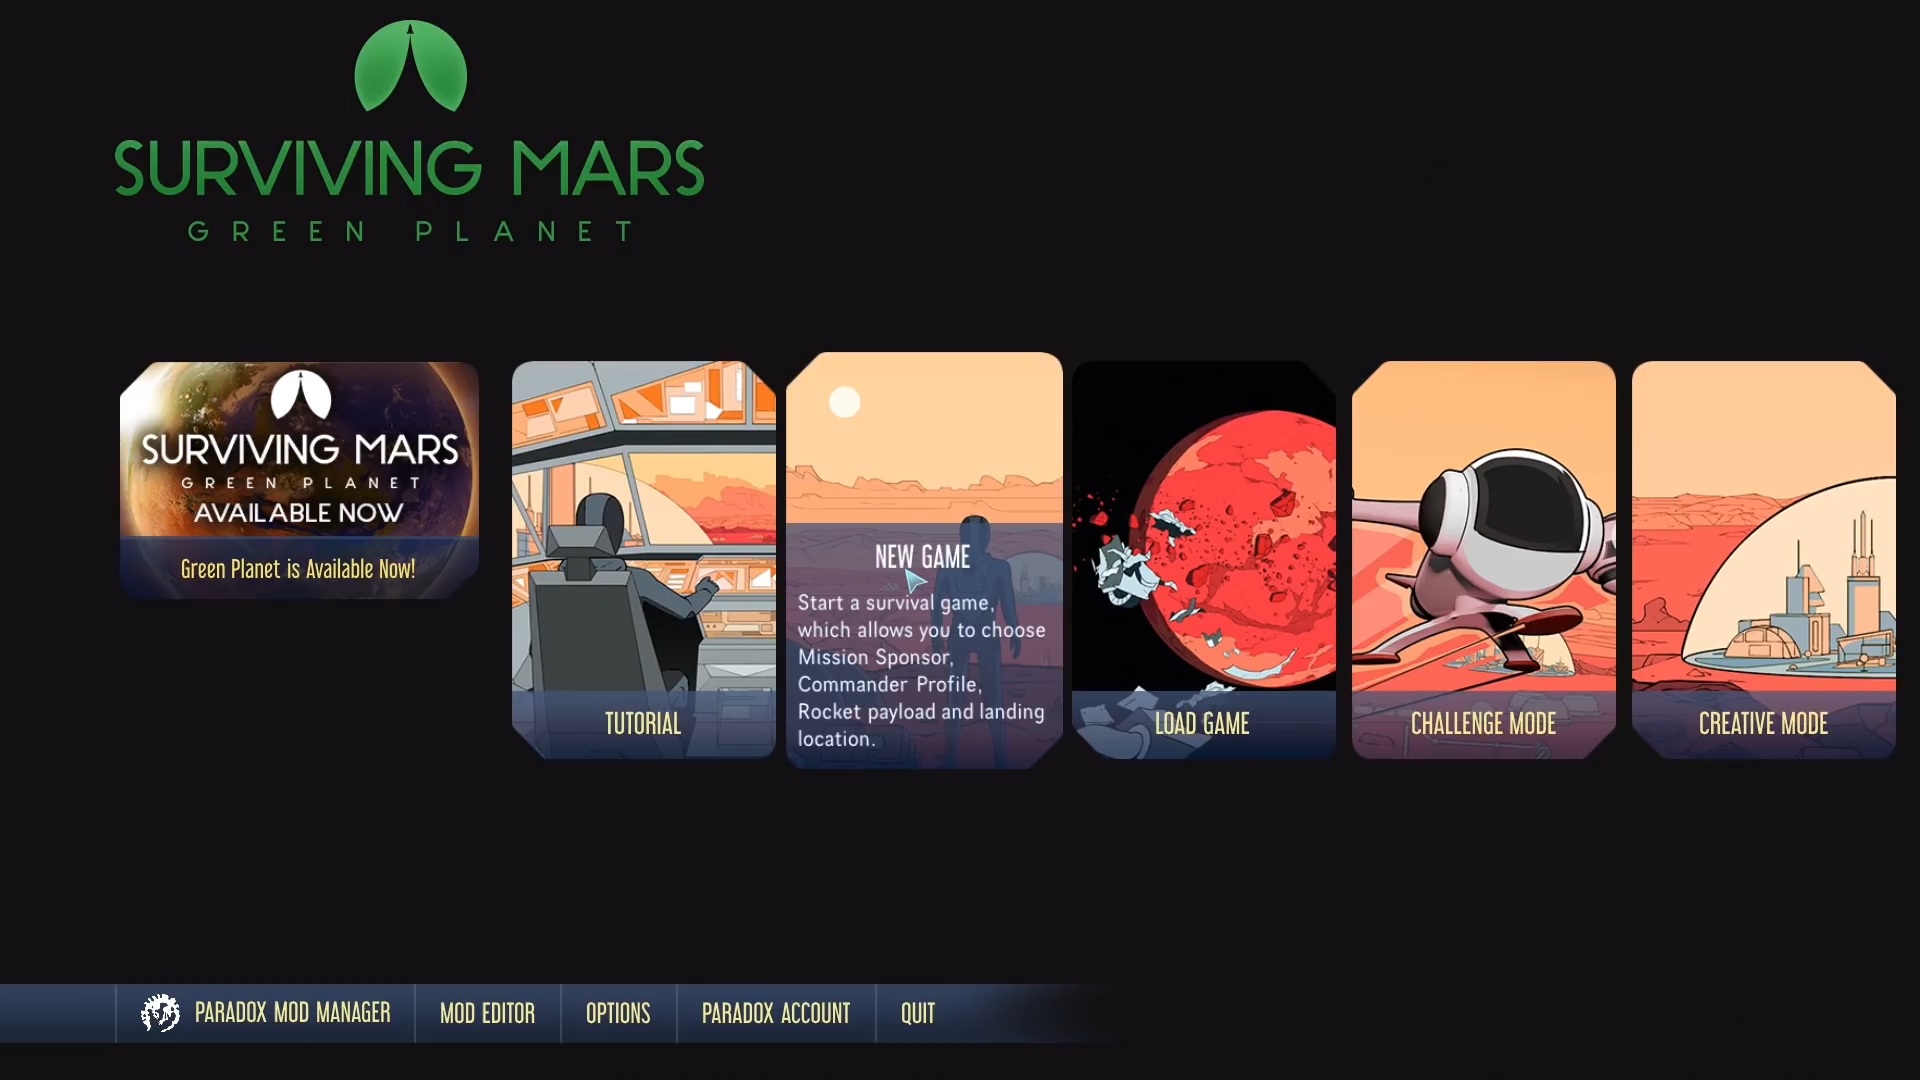 SURVIVING MARS
GREEN PLANET
SURVIVING MARS
GREEN PLANET
AVAILABLE NOW
Green Planet is Available Now!
TUTORIAL
NEW GAME
Start a survival game,
which allows you to choose
Mission Sponsor,
Commander Profile,
Rocket payload and landing
location.
LOAD GAME
CHALLENGE MODE
CREATIVE MODE
PARADOX MOD MANAGER
MOD EDITOR
OPTIONS
PARADOX ACCOUNT
QUIT